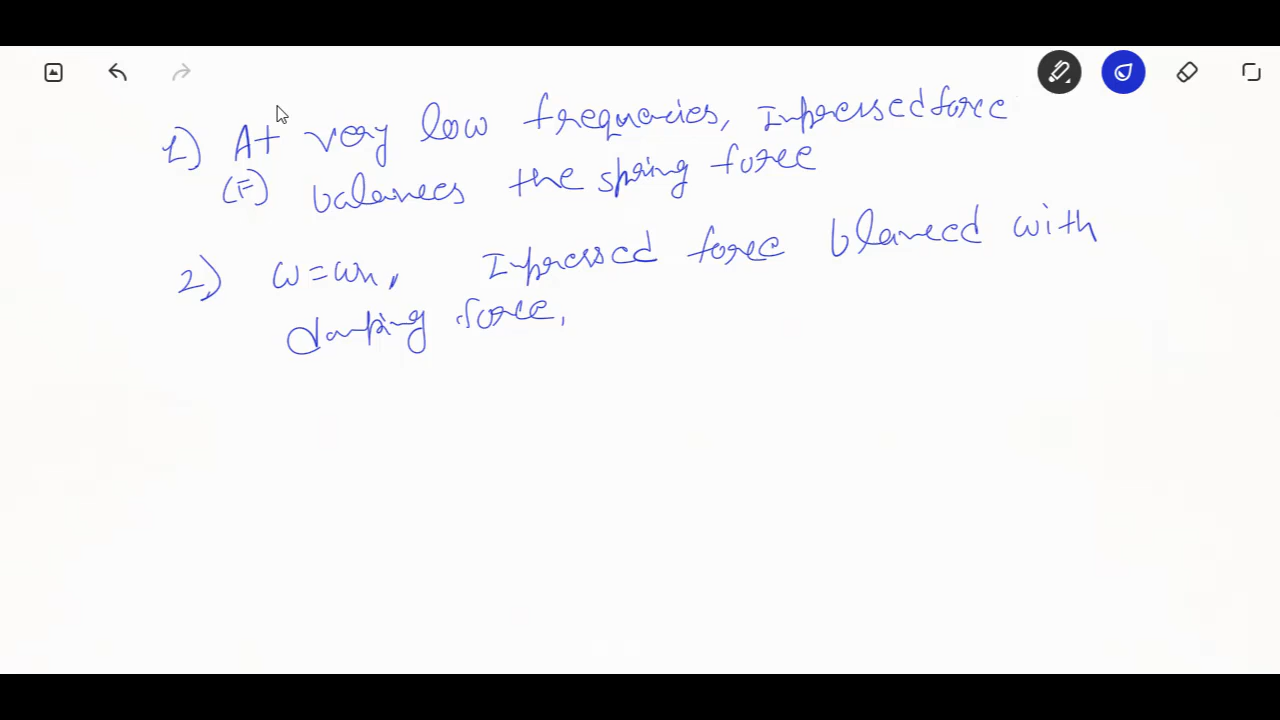 1) At very low frequencies, Impressed force
(F) balances the spring force
2) ω=ωn, Impressed force blanced with
damping force,